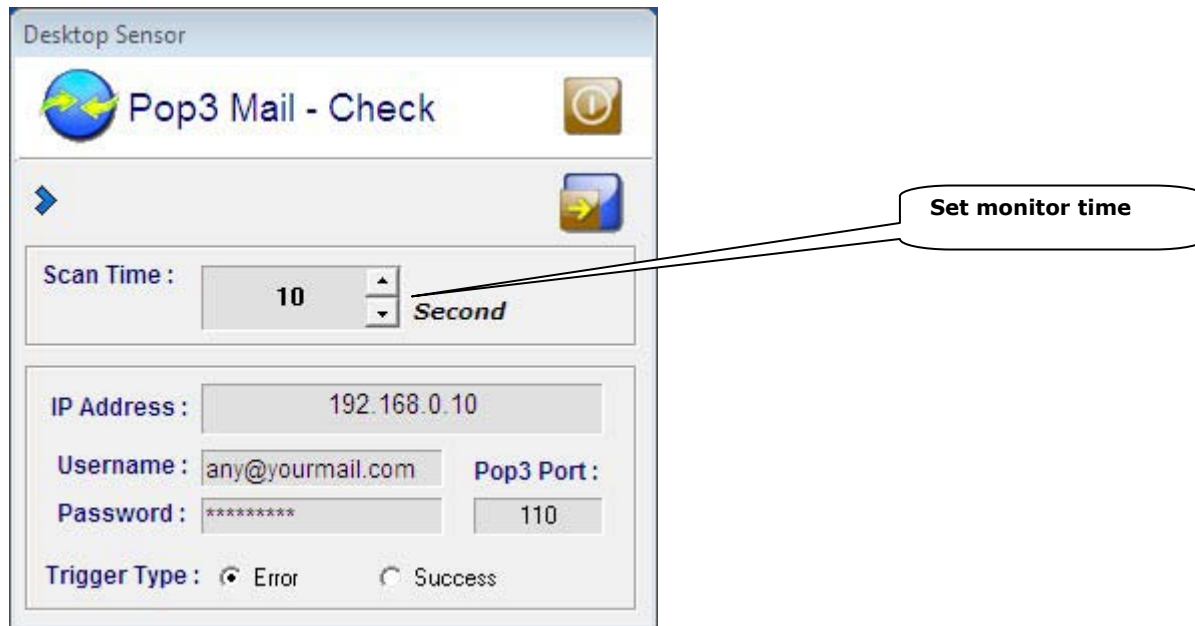 Desktop Sensor
Pop3 Mail - Check
Set monitor time
Scan Time :
10
Second
IP Address :
192.168.0.10
Username :
any@yourmail.com
Pop3 Port :
Password :
*********
110
Trigger Type :
Error
Success